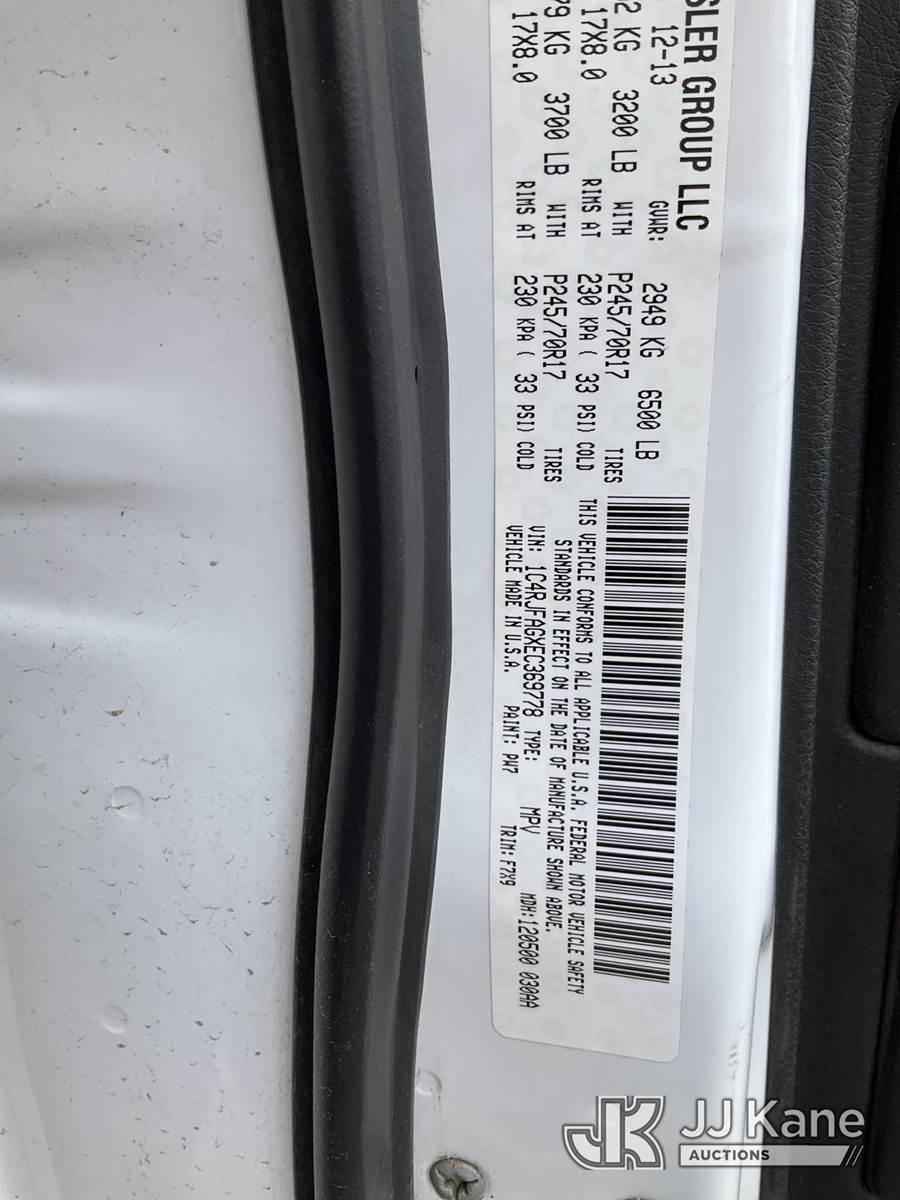 SLER GROUP LLC
12-13 GVWR: 2949 KG 6500 LB
2 KG 3200 LB WITH P245/70R17 TIRES
17X8.0 RIMS AT 230 KPA ( 33 PSI) COLD
79 KG 3700 LB WITH P245/70R17 TIRES
17X8.0 RIMS AT 230 KPA ( 33 PSI) COLD
THIS VEHICLE CONFORMS TO ALL APPLICABLE U.S.A. FEDERAL MOTOR VEHICLE SAFETY
STANDARDS IN EFFECT ON THE DATE OF MANUFACTURE SHOWN ABOVE.
VIN: 1C4RJFAGXEC369778 TYPE: MPV MDH:120500 030AA
VEHICLE MADE IN U.S.A. PAINT: PW7 TRIM: F7X9
JK JJ Kane
AUCTIONS